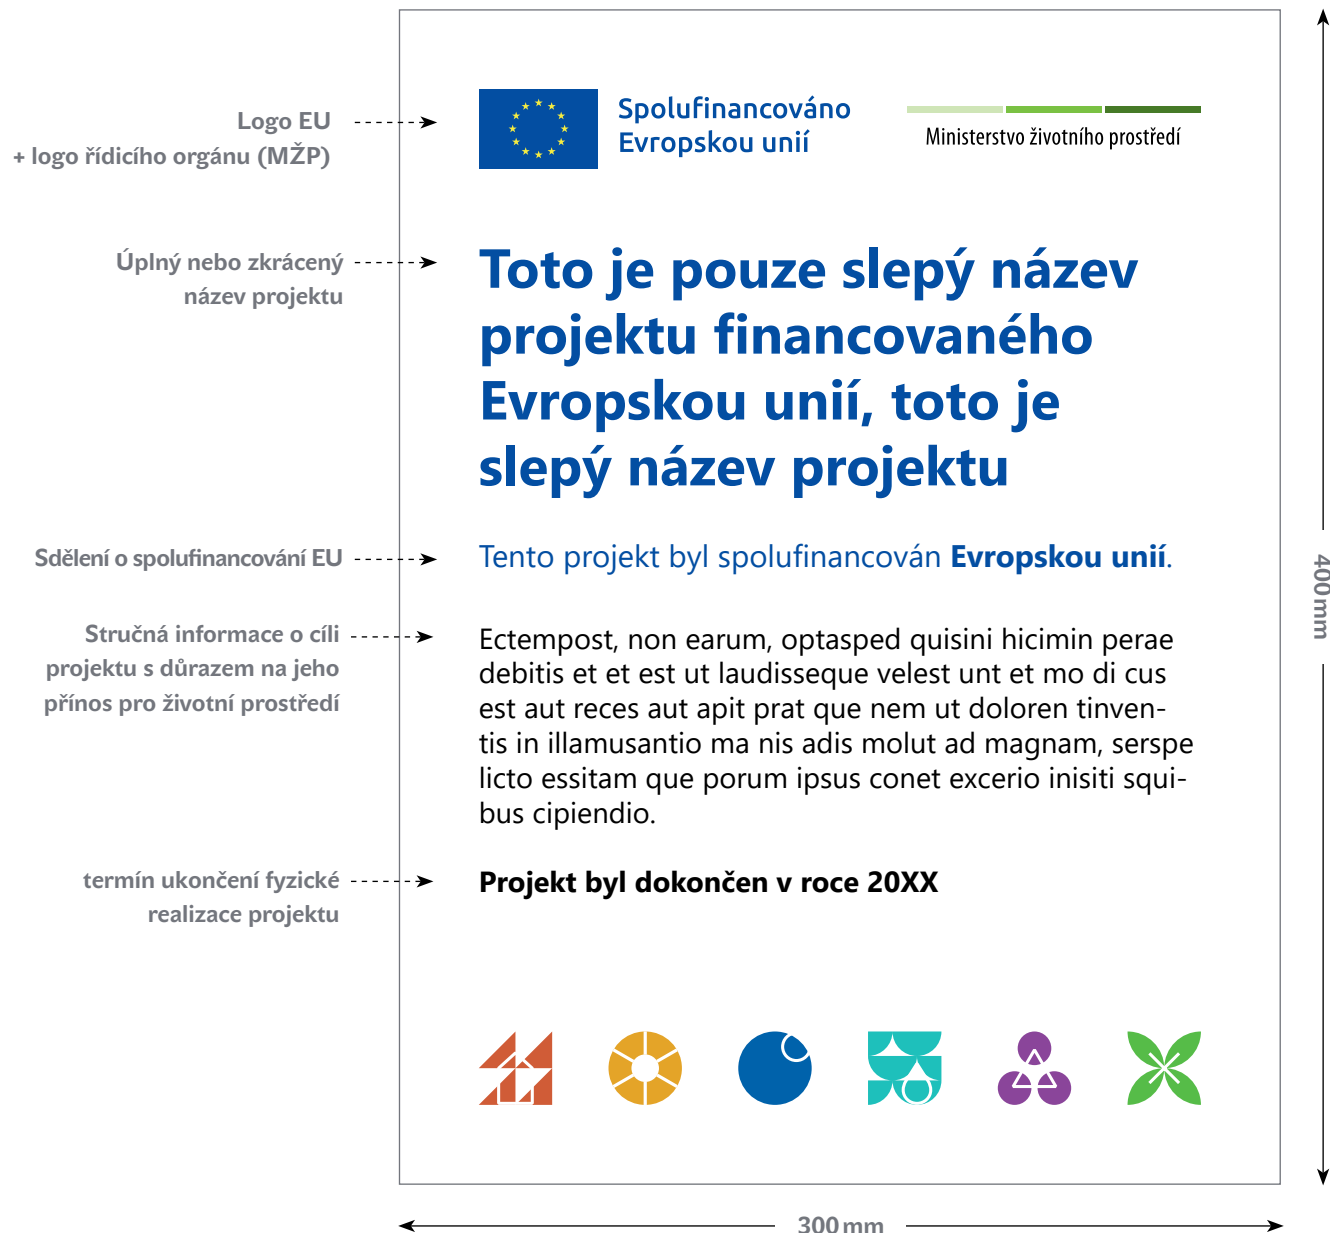 Logo EU
+ logo řídicího orgánu (MŽP)
Spolufinancováno
Evropskou unií
Ministerstvo životního prostředí
Úplný nebo zkrácený
název projektu
Toto je pouze slepý název
projektu financovaného
Evropskou unií, toto je
slepý název projektu
Sdělení o spolufinancování EU
Tento projekt byl spolufinancován Evropskou unií.
Stručná informace o cíli
projektu s důrazem na jeho
přínos pro životní prostředí
Ectempost, non earum, optasped quisini hicimin perae
debitis et et est ut laudisseque velest unt et mo di cus
est aut reces aut apit prat que nem ut doloren tinven-
tis in illamusantio ma nis adis molut ad magnam, serspe
licto essitam que porum ipsus conet excerio inisiti squi-
bus cipiendio.
termín ukončení fyzické
realizace projektu
Projekt byl dokončen v roce 20XX
400 mm
300 mm